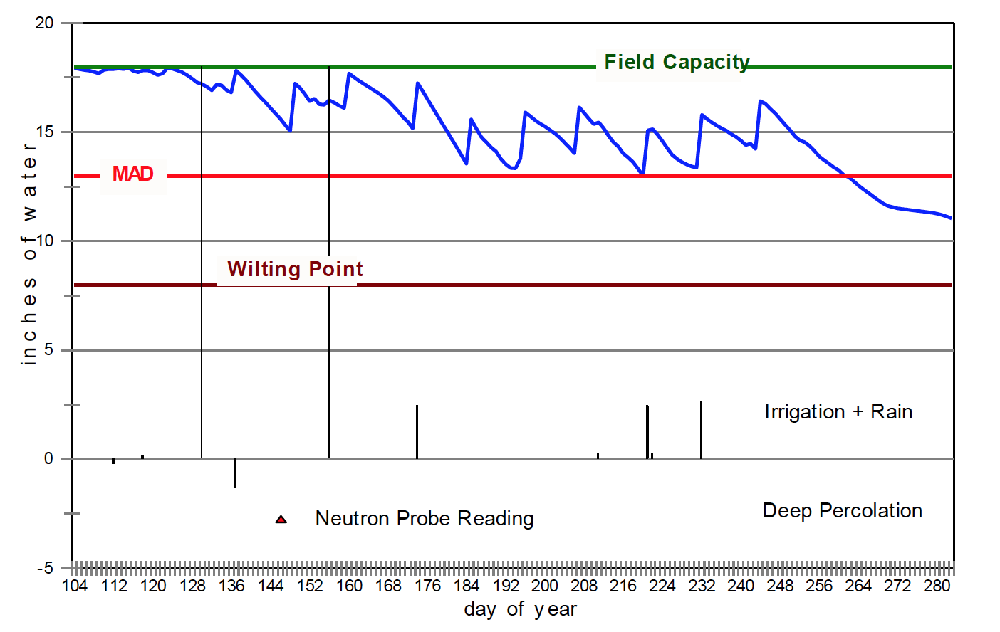 20
Field Capacity
15
MAD
10
Wilting Point
5
Irrigation + Rain
0
Deep Percolation
Neutron Probe Reading
-5
104 112 120 128 136 144 152 160 168 176 184 192 200 208 216 224 232 240 248 256 264 272 280
day of year
inches of water